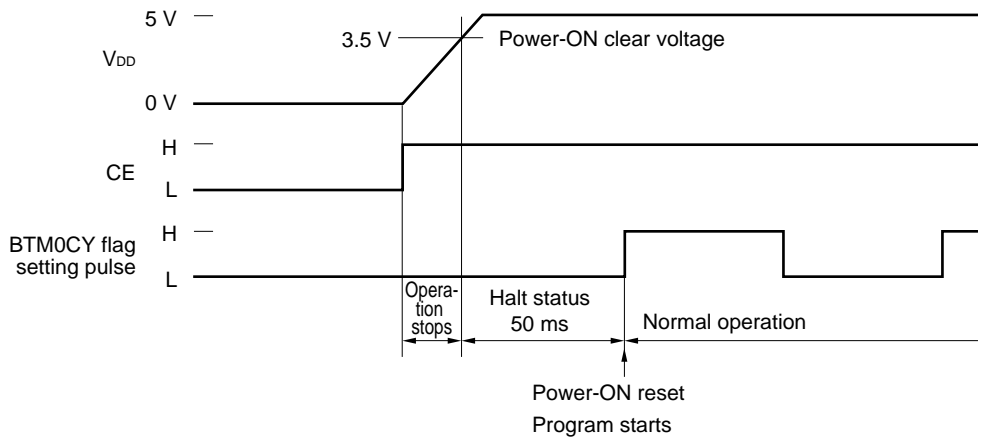 5 V
3.5 V
Power-ON clear voltage
VDD
0 V
H
CE
L
H
BTM0CY flag
setting pulse
L
Opera-
tion
stops
Halt status
50 ms
Normal operation
Power-ON reset
Program starts